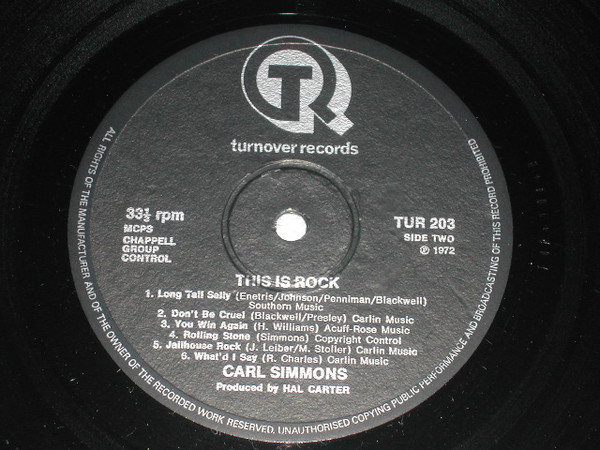 TR
turnover records
33⅓ rpm
MCPS
CHAPPELL
GROUP
CONTROL
TUR 203
SIDE TWO
℗ 1972
THIS IS ROCK
1. Long Tall Sally (Enetris/Johnson/Penniman/Blackwell)
Southern Music
2. Don't Be Cruel (Blackwell/Presley) Carlin Music
3. You Win Again (H. Williams) Acuff-Rose Music
4. Rolling Stone (Simmons) Copyright Control
5. Jailhouse Rock (J. Leiber/M. Stoller) Carlin Music
6. What'd I Say (R. Charles) Carlin Music
CARL SIMMONS
Produced by HAL CARTER
ALL RIGHTS OF THE MANUFACTURER AND OF THE OWNER OF THE RECORDED WORK RESERVED. UNAUTHORISED COPYING PUBLIC PERFORMANCE AND BROADCASTING OF THIS RECORD PROHIBITED